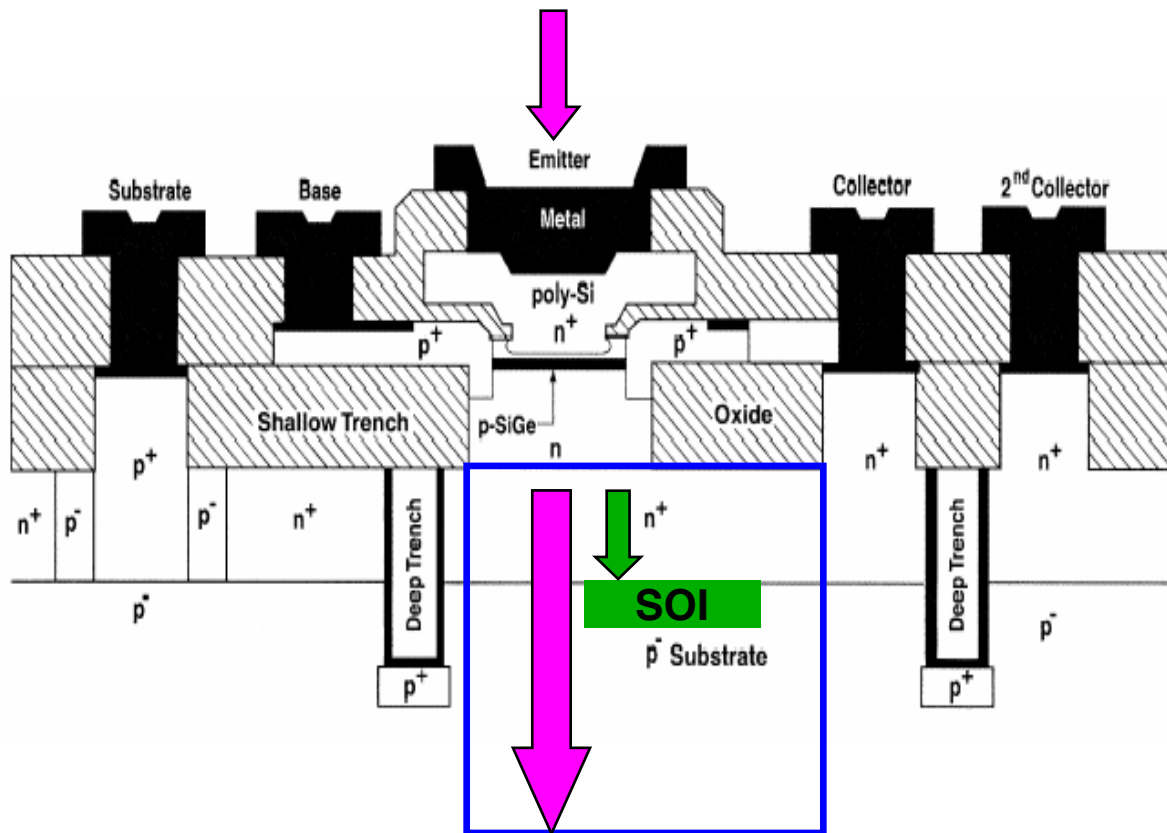 Emitter
Substrate
Base
Collector
2nd Collector
Metal
poly-Si
n+
p+
p+
Shallow Trench
p-SiGe
Oxide
n
p+
n+
n+
n+
p-
p-
n+
n+
Deep Trench
Deep Trench
SOI
p-
p- Substrate
p-
p+
p+